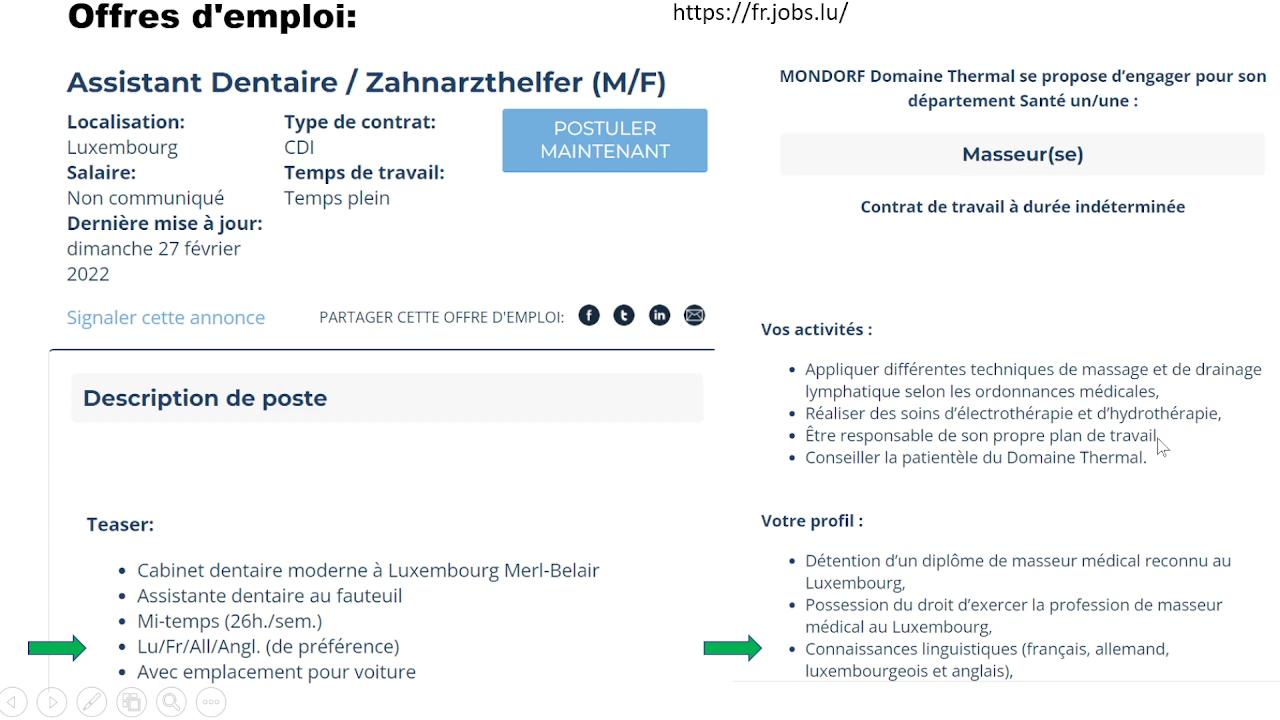 Offres d'emploi:
https://fr.jobs.lu/
Assistant Dentaire / Zahnarzthelfer (M/F)
Localisation:
Luxembourg
Salaire:
Non communiqué
Dernière mise à jour:
dimanche 27 février
2022
Type de contrat:
CDI
Temps de travail:
Temps plein
POSTULER
MAINTENANT
Signaler cette annonce
PARTAGER CETTE OFFRE D'EMPLOI:
Description de poste
Teaser:
• Cabinet dentaire moderne à Luxembourg Merl-Belair
• Assistante dentaire au fauteuil
• Mi-temps (26h./sem.)
• Lu/Fr/All/Angl. (de préférence)
• Avec emplacement pour voiture
MONDORF Domaine Thermal se propose d’engager pour son
département Santé un/une :
Masseur(se)
Contrat de travail à durée indéterminée
Vos activités :
• Appliquer différentes techniques de massage et de drainage
lymphatique selon les ordonnances médicales,
• Réaliser des soins d’électrothérapie et d’hydrothérapie,
• Être responsable de son propre plan de travail,
• Conseiller la patientèle du Domaine Thermal.
Votre profil :
• Détention d’un diplôme de masseur médical reconnu au
Luxembourg,
• Possession du droit d’exercer la profession de masseur
médical au Luxembourg,
• Connaissances linguistiques (français, allemand,
luxembourgeois et anglais),